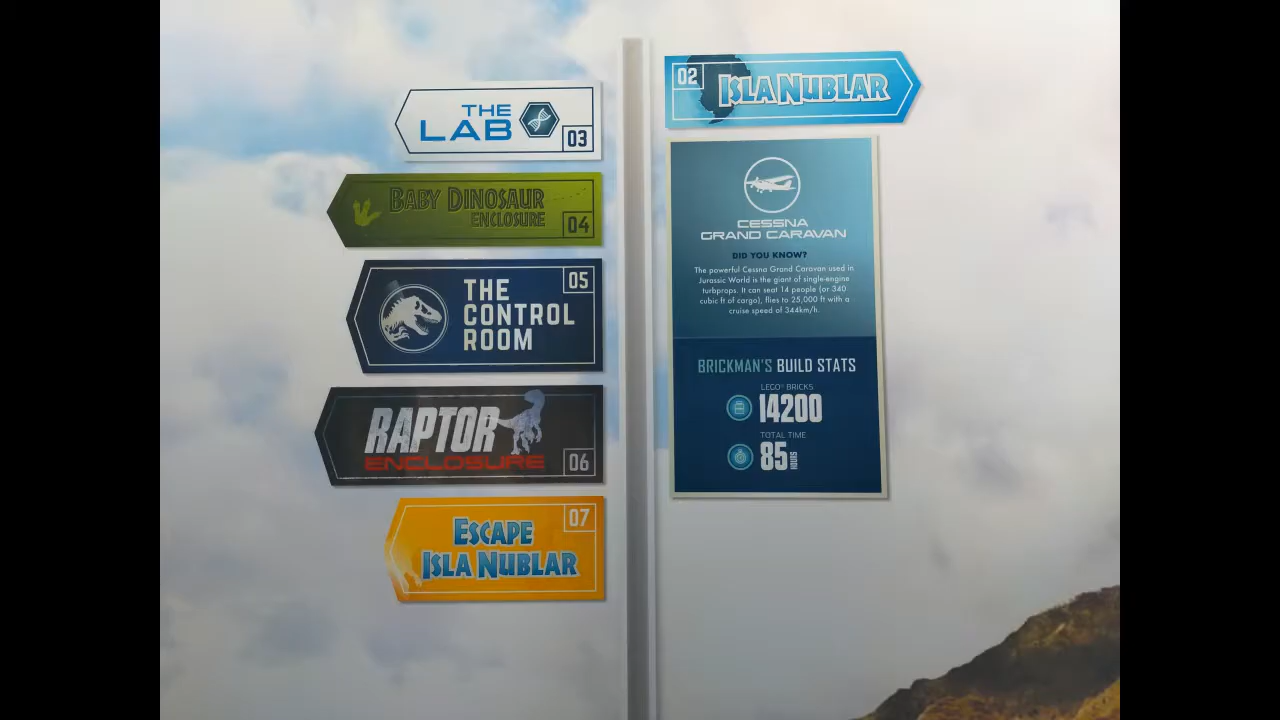 THE
LAB
03
BABY DINOSAUR
ENCLOSURE
04
05
THE
CONTROL
ROOM
RAPTOR
ENCLOSURE
06
07
ESCAPE
ISLA NUBLAR
02
ISLA NUBLAR
CESSNA
GRAND CARAVAN
DID YOU KNOW?
The powerful Cessna Grand Caravan used in
Jurassic World is the giant of single-engine
turbprops. It can seat 14 people (or 340
cubic ft of cargo), flies to 25,000 ft with a
cruise speed of 344km/h.
BRICKMAN'S BUILD STATS
LEGO® BRICKS
14200
TOTAL TIME
85 HOURS